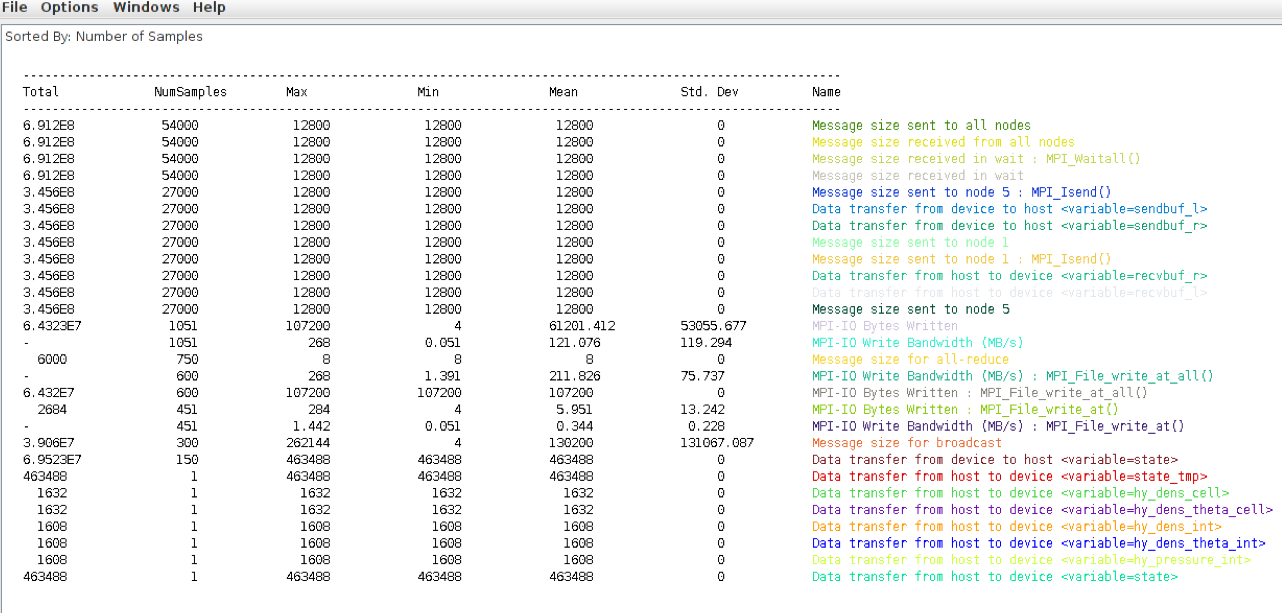 File Options Windows Help
Sorted By: Number of Samples
--------------------------------------------------------------------------------------------------------------
Total NumSamples Max Min Mean Std. Dev Name
--------------------------------------------------------------------------------------------------------------
6.912E8 54000 12800 12800 12800 0 Message size sent to all nodes
6.912E8 54000 12800 12800 12800 0 Message size received from all nodes
6.912E8 54000 12800 12800 12800 0 Message size received in wait : MPI_Waitall()
6.912E8 54000 12800 12800 12800 0 Message size received in wait
3.456E8 27000 12800 12800 12800 0 Message size sent to node 5 : MPI_Isend()
3.456E8 27000 12800 12800 12800 0 Data transfer from device to host <variable=sendbuf_l>
3.456E8 27000 12800 12800 12800 0 Data transfer from device to host <variable=sendbuf_r>
3.456E8 27000 12800 12800 12800 0 Message size sent to node 1
3.456E8 27000 12800 12800 12800 0 Message size sent to node 1 : MPI_Isend()
3.456E8 27000 12800 12800 12800 0 Data transfer from host to device <variable=recvbuf_r>
3.456E8 27000 12800 12800 12800 0 Data transfer from host to device <variable=recvbuf_l>
3.456E8 27000 12800 12800 12800 0 Message size sent to node 5
6.4323E7 1051 107200 4 61201.412 53055.677 MPI-IO Bytes Written
- 1051 268 0.051 121.076 119.294 MPI-IO Write Bandwidth (MB/s)
6000 750 8 8 8 0 Message size for all-reduce
- 600 268 1.391 211.826 75.737 MPI-IO Write Bandwidth (MB/s) : MPI_File_write_at_all()
6.432E7 600 107200 107200 107200 0 MPI-IO Bytes Written : MPI_File_write_at_all()
2684 451 284 4 5.951 13.242 MPI-IO Bytes Written : MPI_File_write_at()
- 451 1.442 0.051 0.344 0.228 MPI-IO Write Bandwidth (MB/s) : MPI_File_write_at()
3.906E7 300 262144 4 130200 131067.087 Message size for broadcast
6.9523E7 150 463488 463488 463488 0 Data transfer from device to host <variable=state>
463488 1 463488 463488 463488 0 Data transfer from host to device <variable=state_tmp>
1632 1 1632 1632 1632 0 Data transfer from host to device <variable=hy_dens_cell>
1632 1 1632 1632 1632 0 Data transfer from host to device <variable=hy_dens_theta_cell>
1608 1 1608 1608 1608 0 Data transfer from host to device <variable=hy_dens_int>
1608 1 1608 1608 1608 0 Data transfer from host to device <variable=hy_dens_theta_int>
1608 1 1608 1608 1608 0 Data transfer from host to device <variable=hy_pressure_int>
463488 1 463488 463488 463488 0 Data transfer from host to device <variable=state>